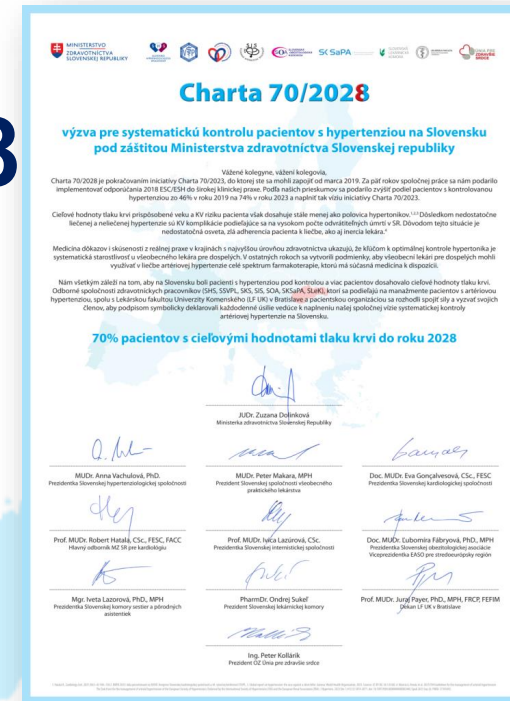 8
MINISTERSTVO
ZDRAVOTNÍCTVA
SLOVENSKEJ REPUBLIKY
SOA
SK SaPA
ÚNIA PRE
ZDRAVŠIE
SRDCE
Charta 70/2028
výzva pre systematickú kontrolu pacientov s hypertenziou na Slovensku
pod záštitou Ministerstva zdravotníctva Slovenskej republiky
Vážené kolegyne, vážení kolegovia,
Charta 70/2028 je pokračovaním iniciatívy Charta 70/2023, do ktorej ste sa mohli zapojiť od marca 2019. Za päť rokov spoločnej práce sa nám podarilo
implementovať odporúčania 2018 ESC/ESH do širokej klinickej praxe. Podľa našich prieskumov sa podarilo zvýšiť podiel pacientov s kontrolovanou
hypertenziou zo 46% v roku 2019 na 74% v roku 2023 a naplniť tak víziu iniciatívy Charta 70/2023.
Cieľové hodnoty tlaku krvi prispôsobené veku a KV riziku pacienta však dosahuje stále menej ako polovica hypertonikov. Dôsledkom nedostatočne
liečenej a neliečenej hypertenzie sú KV komplikácie podieľajúce sa na vysokom počte odvrátiteľných úmrtí v SR. Dôvodom tejto situácie je
nedostatočná osveta, zlá adherencia pacienta k liečbe, ako aj inercia lekára.
Medicína dôkazov i skúsenosti z reálnej praxe v krajinách s najvyššou úrovňou zdravotníctva ukazujú, že kľúčom k optimálnej kontrole hypertonika je
systematická starostlivosť u všeobecného lekára pre dospelých. V ostatných rokoch sa vytvorili podmienky, aby všeobecní lekári pre dospelých mohli
využívať v liečbe artériovej hypertenzie celé spektrum farmakoterapie, ktorú má súčasná medicína k dispozícii.
Nám všetkým záleží na tom, aby na Slovensku boli pacienti s hypertenziou pod kontrolou a viac pacientov dosahovalo cieľové hodnoty tlaku krvi.
Odborné spoločnosti zdravotníckych pracovníkov (SHS, SSVPL, SKS, SIS, SOA, SKSaPA, SLeK), ktorí sa podieľajú na manažmente pacientov s artériovou
hypertenziou, spolu s Lekárskou fakultou Univerzity Komenského (LF UK) v Bratislave a pacientskou organizáciou sa rozhodli spojiť sily a vyzvať svojich
členov, aby podpisom symbolicky deklarovali každodenné úsilie vedúce k naplneniu našej spoločnej vízie systematickej kontroly
artériovej hypertenzie na Slovensku.
70% pacientov s cieľovými hodnotami tlaku krvi do roku 2028
JUDr. Zuzana Dolinková
Ministerka zdravotníctva Slovenskej Republiky
MUDr. Anna Vachulová, PhD.
Prezidentka Slovenskej hypertenziologickej spoločnosti
MUDr. Peter Makara, MPH
Prezident Slovenskej spoločnosti všeobecného
praktického lekárstva
Doc. MUDr. Eva Gonçalvesová, CSc., FESC
Prezidentka Slovenskej kardiologickej spoločnosti
Prof. MUDr. Robert Hatala, CSc., FESC, FACC
Hlavný odborník MZ SR pre kardiológiu
Prof. MUDr. Ivica Lazúrová, CSc.
Prezidentka Slovenskej internistickej spoločnosti
Doc. MUDr. Ľubomíra Fábryová, PhD., MPH
Prezidentka Slovenskej obezitologickej asociácie
Viceprezidentka EASO pre stredoeurópsky región
Mgr. Iveta Lazorová, PhD., MPH
Prezidentka Slovenskej komory sestier a pôrodných
asistentiek
PharmDr. Ondrej Sukeľ
Prezident Slovenskej lekárnickej komory
Prof. MUDr. Juraj Payer, PhD., MPH, FRCP, FEFIM
Dekan LF UK v Bratislave
Ing. Peter Kollárik
Prezident OZ Únia pre zdravšie srdce